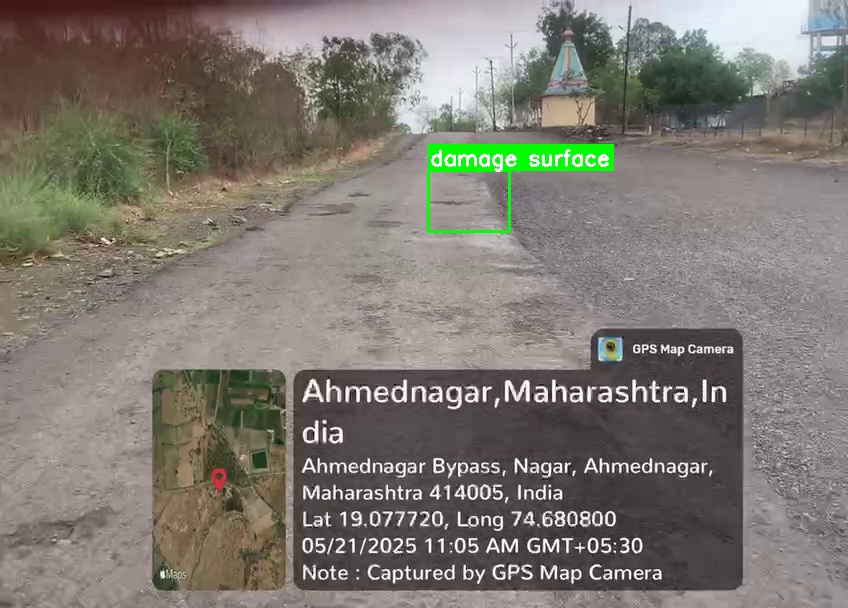 damage surface
GPS Map Camera
Ahmednagar,Maharashtra,In
dia
Ahmednagar Bypass, Nagar, Ahmednagar,
Maharashtra 414005, India
Lat 19.077720, Long 74.680800
05/21/2025 11:05 AM GMT+05:30
Note : Captured by GPS Map Camera
Maps